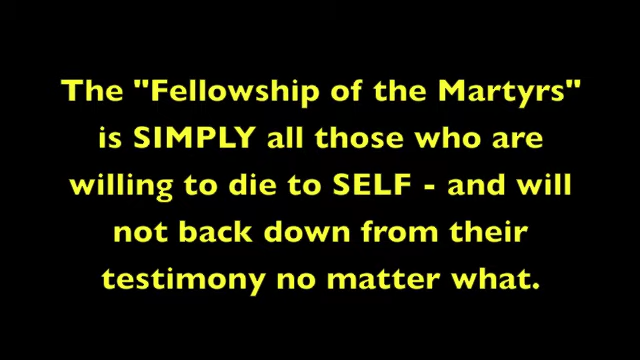 The "Fellowship of the Martyrs"
is SIMPLY all those who are
willing to die to SELF - and will
not back down from their
testimony no matter what.